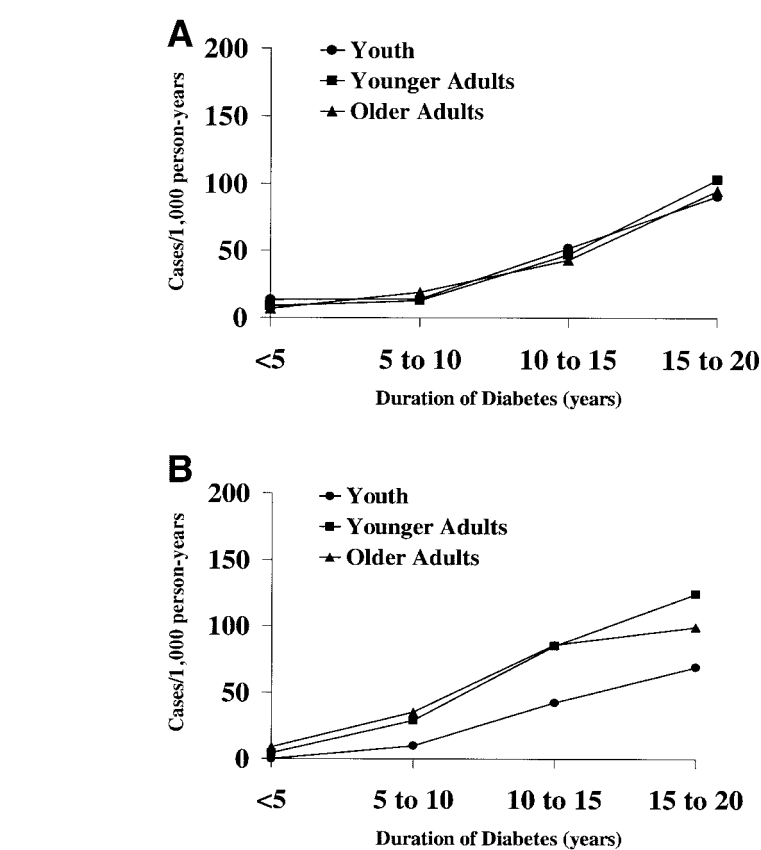 A
200
150
100
50
0
Cases/1,000 person-years
Youth
Younger Adults
Older Adults
<5 5 to 10 10 to 15 15 to 20
Duration of Diabetes (years)
B
200
150
100
50
0
Cases/1,000 person-years
Youth
Younger Adults
Older Adults
<5 5 to 10 10 to 15 15 to 20
Duration of Diabetes (years)